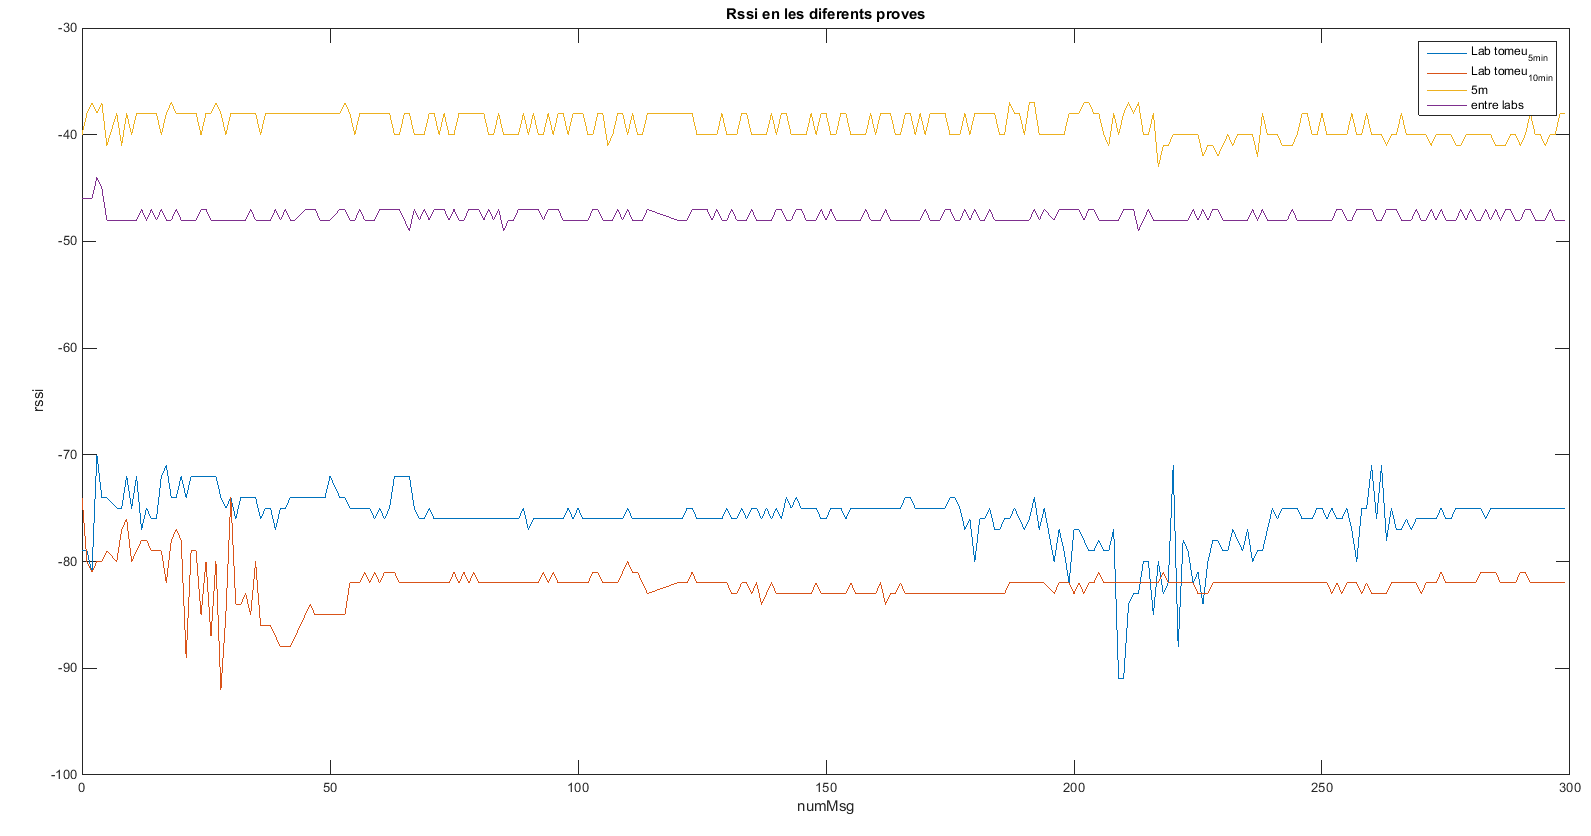 Rssi en les diferents proves
-30
-40
-50
-60
-70
-80
-90
-100
rssi
0
50
100
150
200
250
300
numMsg
Lab tomeu5min
Lab tomeu10min
5m
entre labs